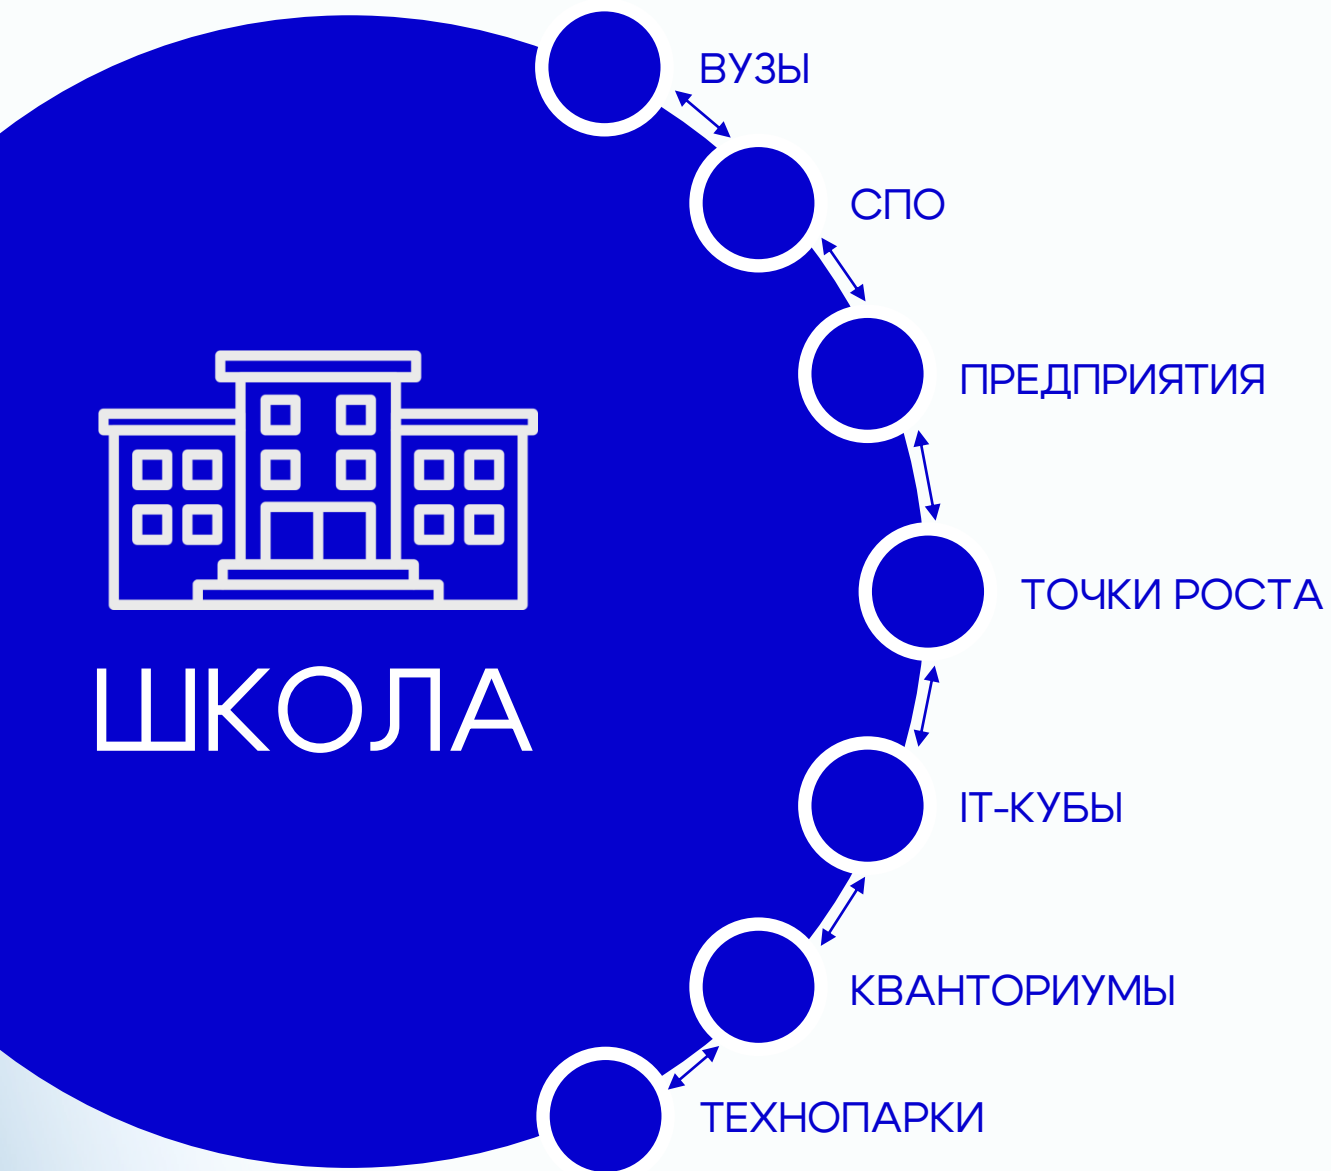 ВУЗЫ
СПО
ПРЕДПРИЯТИЯ
ТОЧКИ РОСТА
ШКОЛА
IT-КУБЫ
КВАНТОРИУМЫ
ТЕХНОПАРКИ